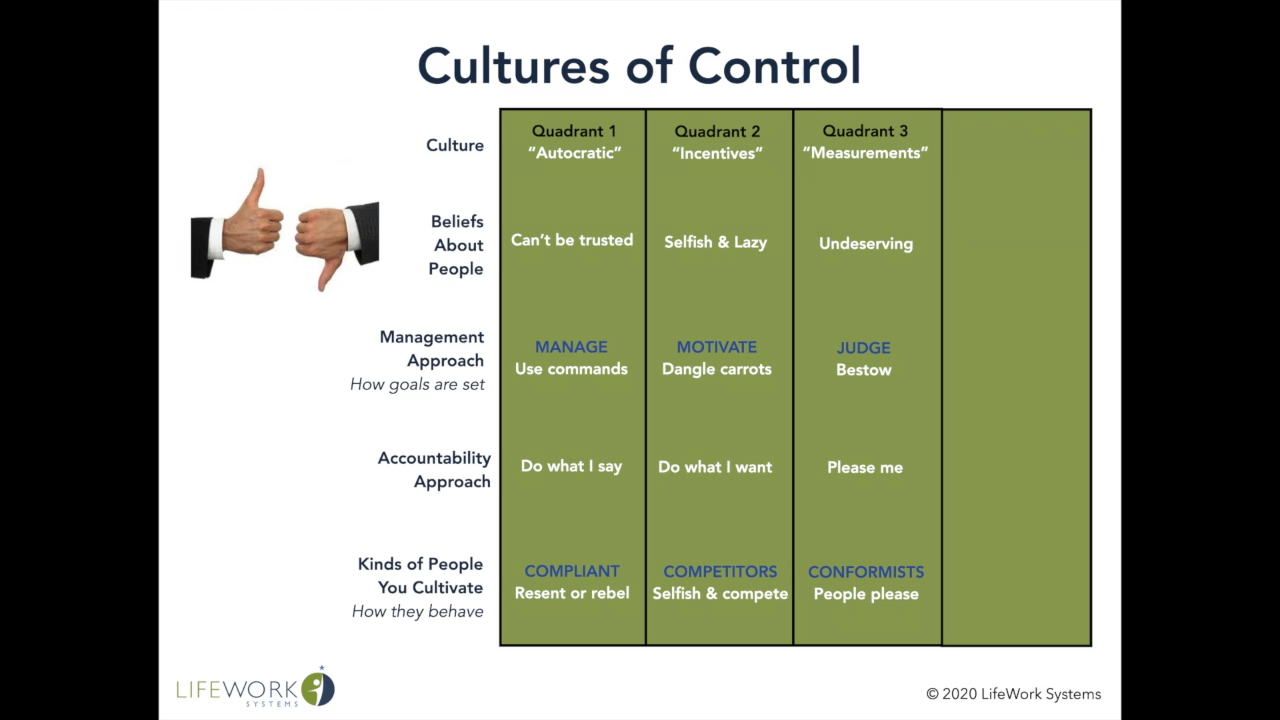 Cultures of Control
Culture
Quadrant 1
"Autocratic"
Quadrant 2
"Incentives"
Quadrant 3
"Measurements"
Beliefs
About
People
Can't be trusted
Selfish & Lazy
Undeserving
Management
Approach
How goals are set
MANAGE
Use commands
MOTIVATE
Dangle carrots
JUDGE
Bestow
Accountability
Approach
Do what I say
Do what I want
Please me
Kinds of People
You Cultivate
How they behave
COMPLIANT
Resent or rebel
COMPETITORS
Selfish & compete
CONFORMISTS
People please
LIFEWORK
SYSTEMS
© 2020 LifeWork Systems